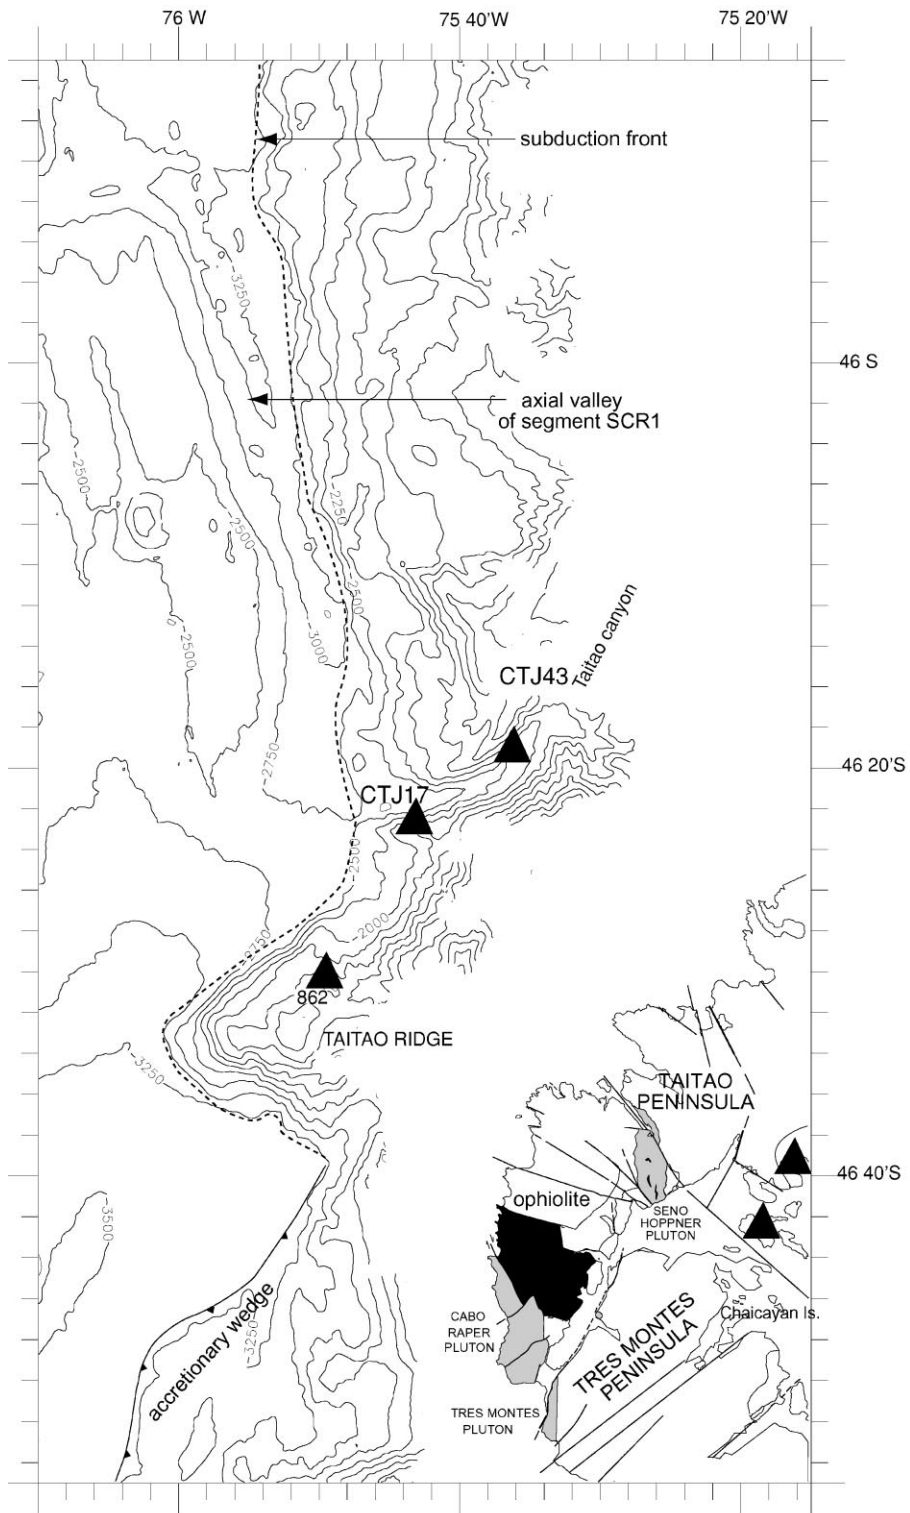 76 W
75 40'W
75 20'W
subduction front
-3250
46 S
axial valley
of segment SCR1
-2500
-2500
-2250
-2500
-3000
-2500
Taitao canyon
CTJ43
-2750
46 20'S
CTJ17
-2500
-2000
-2750
862
TAITAO RIDGE
-3250
TAITAO
PENINSULA
46 40'S
-3500
ophiolite
SENO
HOPPNER
PLUTON
accretionary wedge
-3250
CABO
RAPER
PLUTON
TRES MONTES
PENINSULA
Chaicayan Is.
TRES MONTES
PLUTON